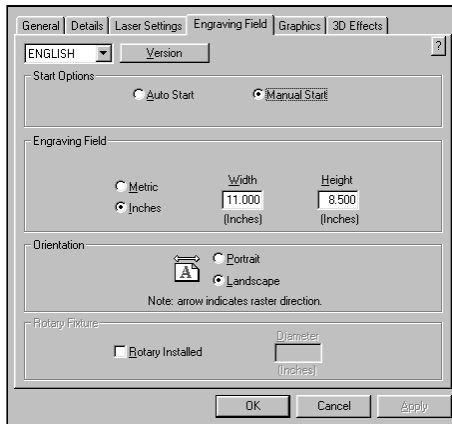 General Details Laser Settings Engraving Field Graphics 3D Effects
ENGLISH Version ?
Start Options
Auto Start Manual Start
Engraving Field
Width Height
Metric
Inches
11.000 8.500
(Inches) (Inches)
Orientation
Portrait
A
Landscape
Note: arrow indicates raster direction.
Rotary Fixture
Diameter
Rotary Installed
(Inches)
OK Cancel Apply